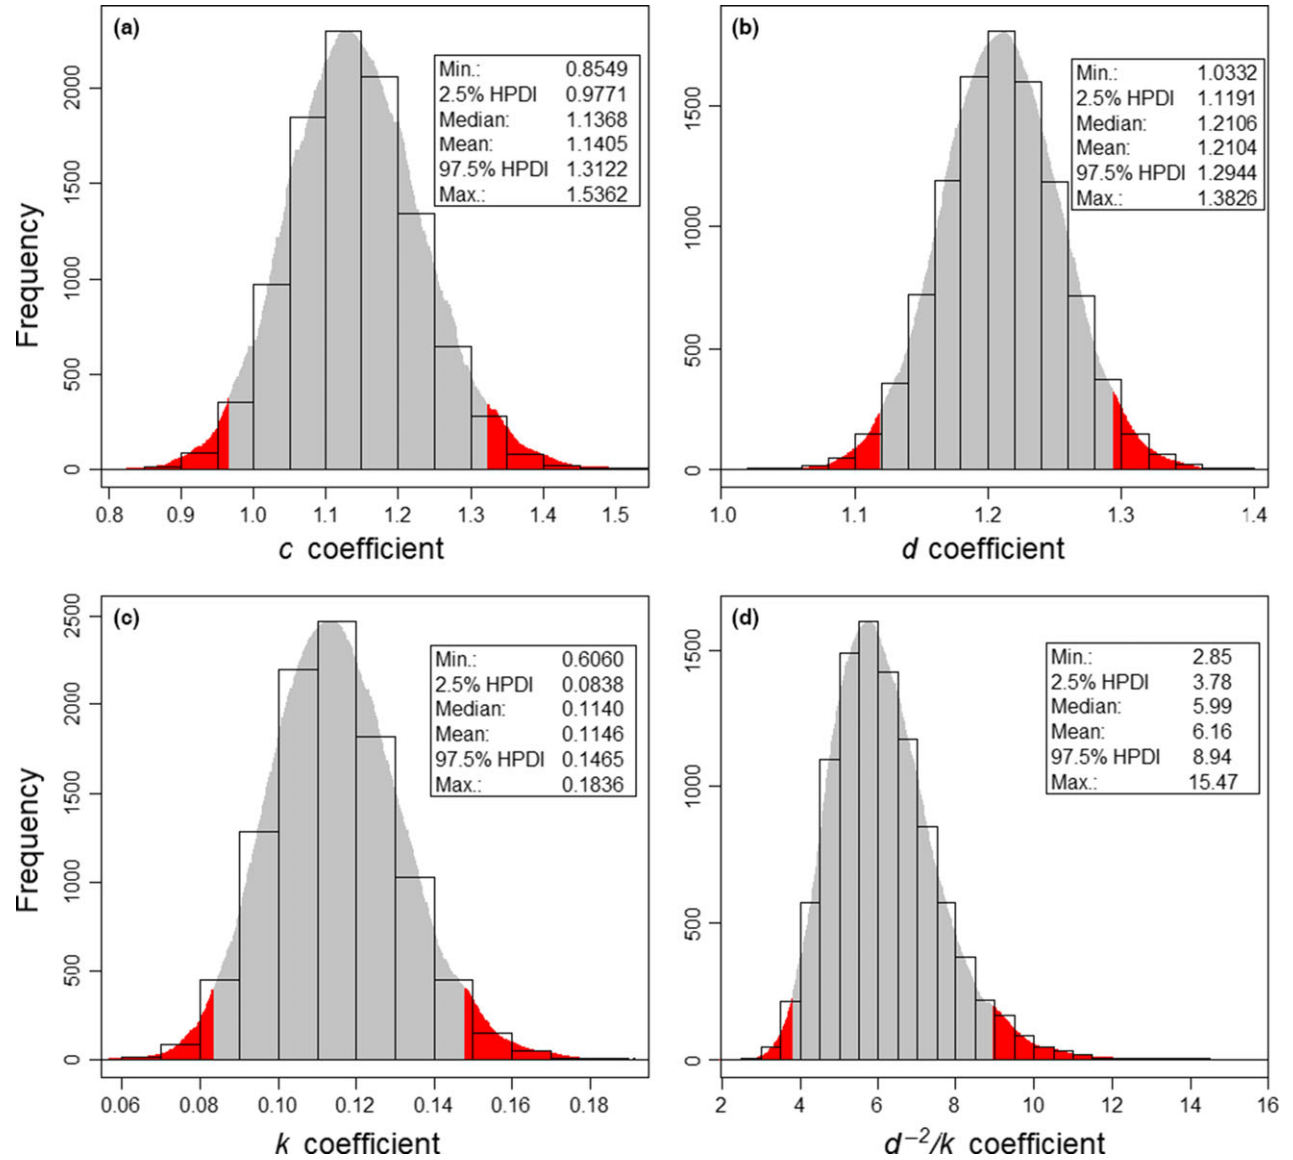 (a)
Min.: 0.8549
2.5% HPDI 0.9771
Median: 1.1368
Mean: 1.1405
97.5% HPDI 1.3122
Max.: 1.5362
Frequency
0 500 1000 1500 2000
0.8 0.9 1.0 1.1 1.2 1.3 1.4 1.5
c coefficient
(b)
Min.: 1.0332
2.5% HPDI 1.1191
Median: 1.2106
Mean: 1.2104
97.5% HPDI 1.2944
Max.: 1.3826
0 500 1000 1500
1.0 1.1 1.2 1.3 1.4
d coefficient
(c)
Min.: 0.6060
2.5% HPDI 0.0838
Median: 0.1140
Mean: 0.1146
97.5% HPDI 0.1465
Max.: 0.1836
Frequency
0 500 1000 1500 2000 2500
0.06 0.08 0.10 0.12 0.14 0.16 0.18
k coefficient
(d)
Min.: 2.85
2.5% HPDI 3.78
Median: 5.99
Mean: 6.16
97.5% HPDI 8.94
Max.: 15.47
0 500 1000 1500
2 4 6 8 10 12 14 16
d⁻²/k coefficient